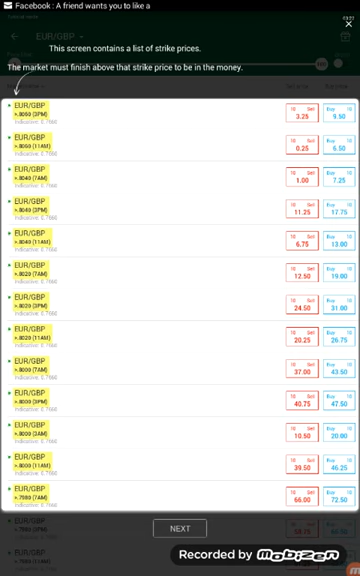 Facebook : A friend wants you to like a
EUR/GBP
This screen contains a list of strike prices.
The market must finish above that strike price to be in the money.
EUR/GBP
>.8060 (3PM)
Sell
3.25
Buy
9.50
EUR/GBP
>.8060 (11AM)
Sell
0.25
Buy
6.50
EUR/GBP
>.8040 (7AM)
Sell
1.00
Buy
7.25
EUR/GBP
>.8040 (3PM)
Sell
11.25
Buy
17.75
EUR/GBP
>.8040 (11AM)
Sell
6.75
Buy
13.00
EUR/GBP
>.8020 (7AM)
Sell
12.50
Buy
19.00
EUR/GBP
>.8020 (3PM)
Sell
24.50
Buy
31.00
EUR/GBP
>.8020 (11AM)
Sell
20.25
Buy
26.75
EUR/GBP
>.8000 (7AM)
Sell
37.00
Buy
43.50
EUR/GBP
>.8000 (3PM)
Sell
40.75
Buy
47.50
EUR/GBP
>.8000 (3AM)
Sell
10.50
Buy
20.00
EUR/GBP
>.8000 (11AM)
Sell
39.50
Buy
46.25
EUR/GBP
>.7980 (7AM)
Sell
66.00
Buy
72.50
NEXT
EUR/GBP
Recorded by Mobizen